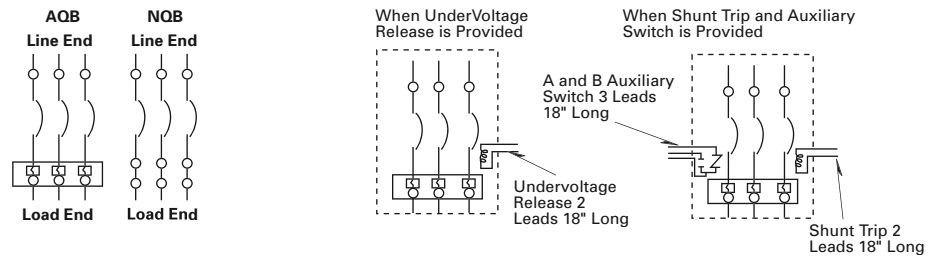 AQB
Line End
Load End
NQB
Line End
Load End
When UnderVoltage
Release is Provided
Undervoltage
Release 2
Leads 18" Long
When Shunt Trip and Auxiliary
Switch is Provided
A and B Auxiliary
Switch 3 Leads
18" Long
Shunt Trip 2
Leads 18" Long